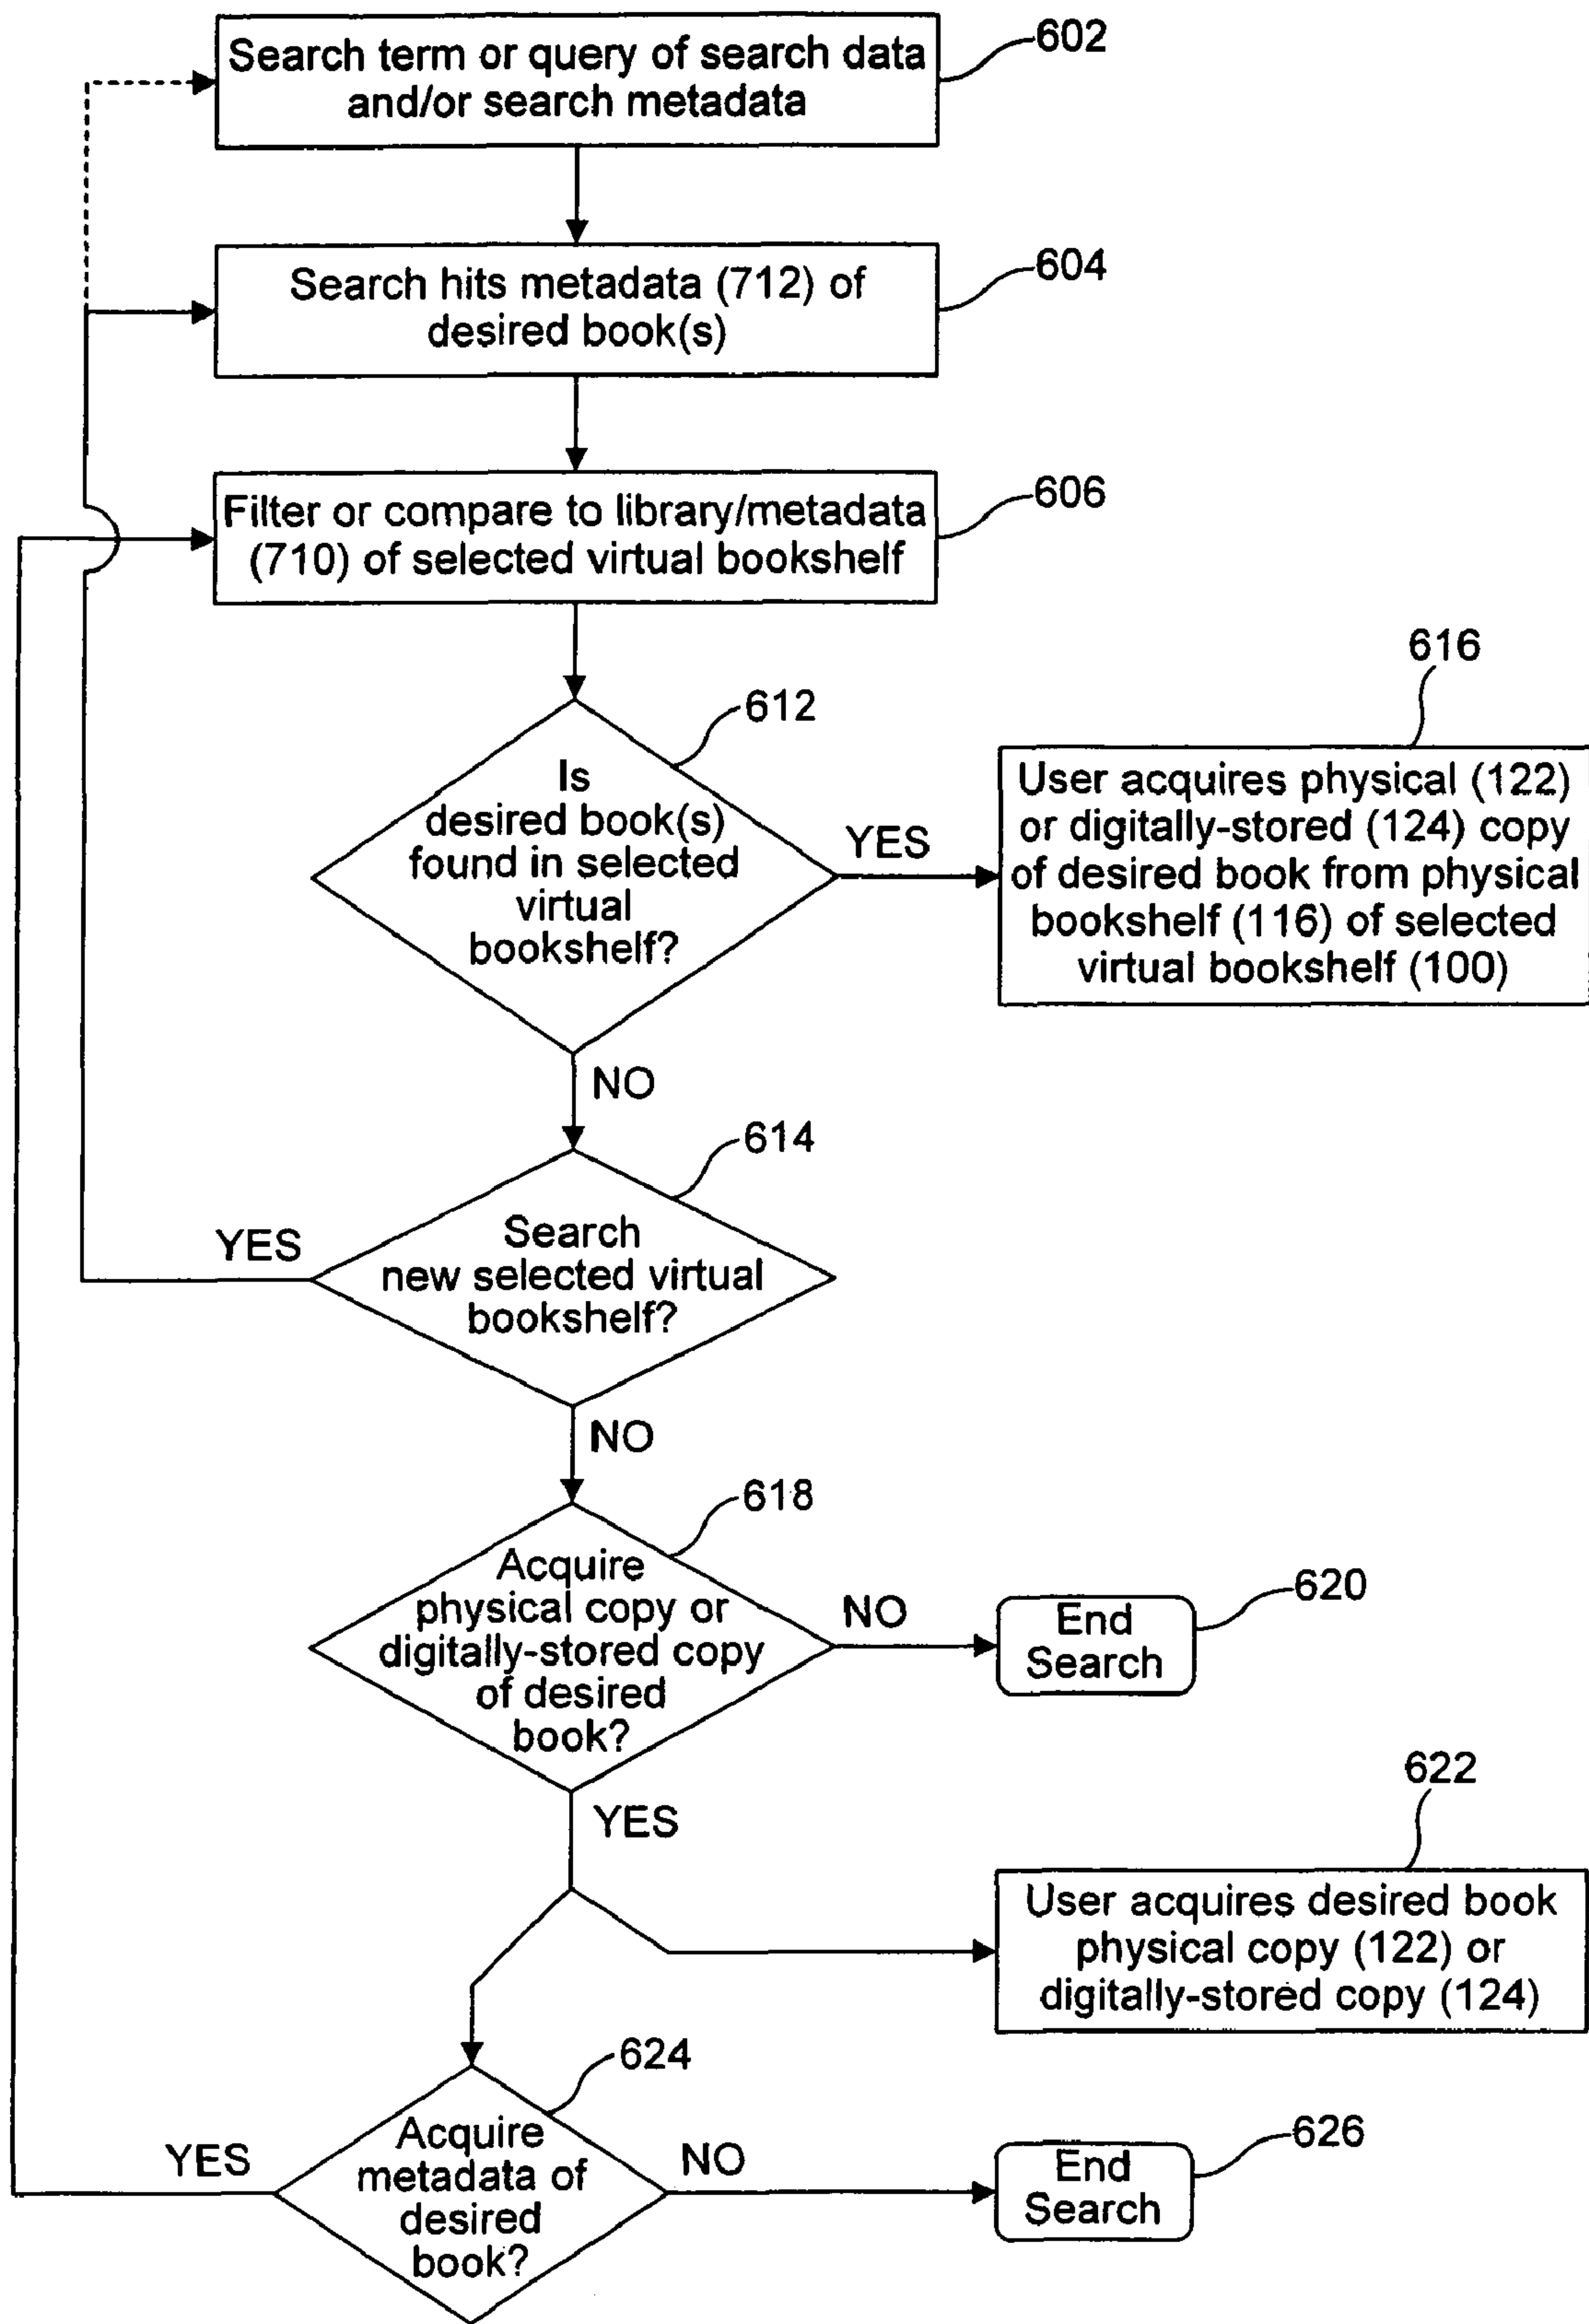 Search term or query of search data
and/or search metadata
602
Search hits metadata (712) of
desired book(s)
604
Filter or compare to library/metadata
(710) of selected virtual bookshelf
606
612
Is
desired book(s)
found in selected
virtual
bookshelf?
YES
616
User acquires physical (122)
or digitally-stored (124) copy
of desired book from physical
bookshelf (116) of selected
virtual bookshelf (100)
NO
614
Search
new selected virtual
bookshelf?
YES
NO
618
Acquire
physical copy or
digitally-stored copy
of desired
book?
NO
620
End
Search
YES
622
User acquires desired book
physical copy (122) or
digitally-stored copy (124)
624
Acquire
metadata of
desired
book?
YES
NO
626
End
Search